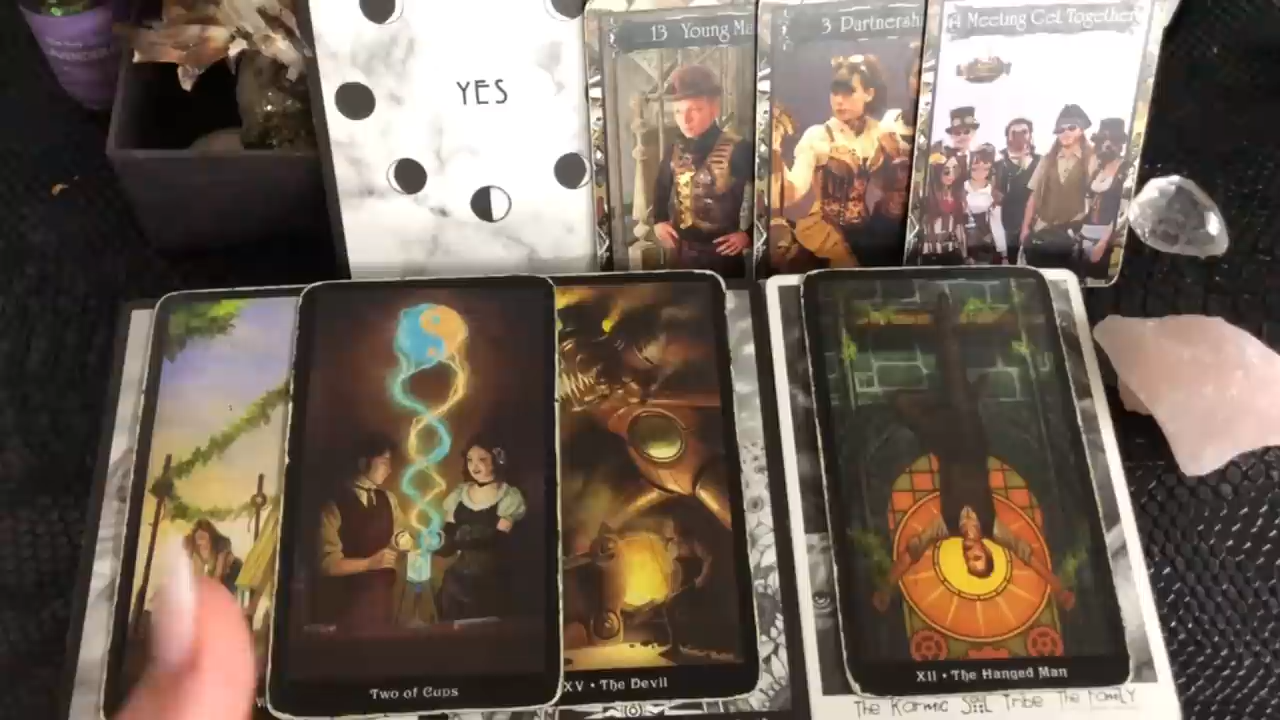 YES
13 Young Ma
3 Partnersh
Meeting Get Together
Two of Cups
XV • The Devil
XII • The Hanged Man
The Karmic Soul Tribe The Family